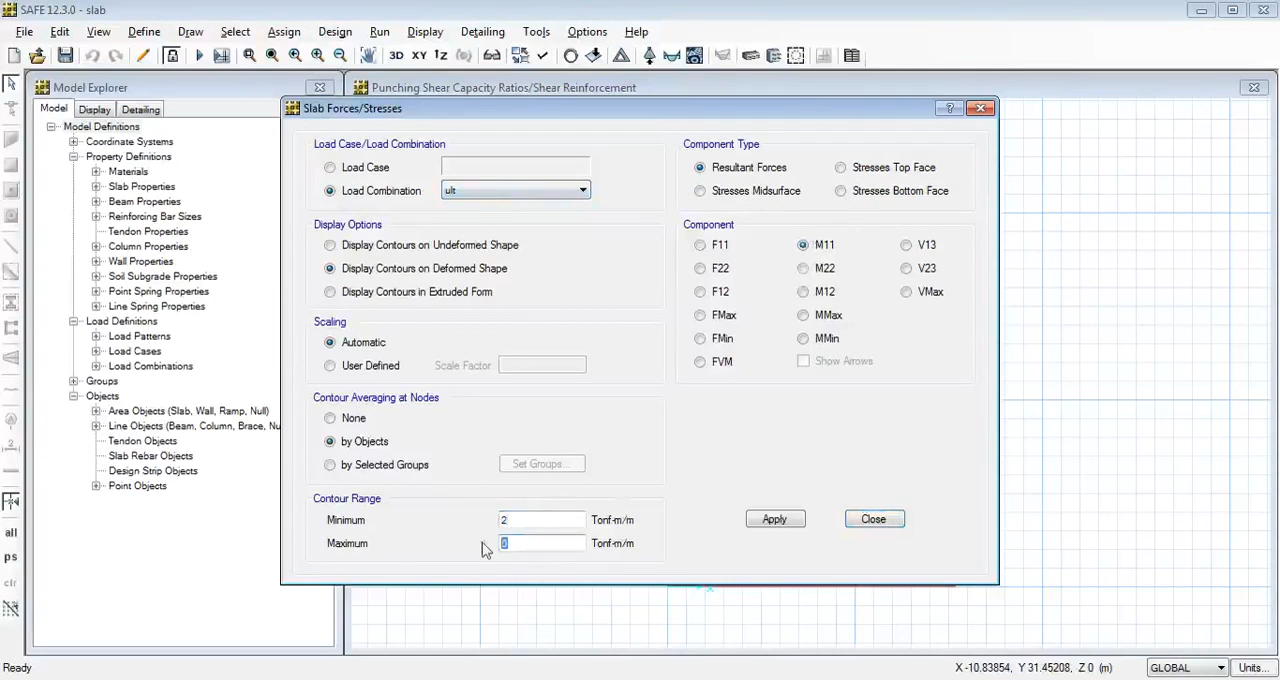 SAFE 12.3.0 - slab
File Edit View Define Draw Select Assign Design Run Display Detailing Tools Options Help
3D XY
Model Explorer
Model Display Detailing
Model Definitions
Coordinate Systems
Property Definitions
Materials
Slab Properties
Beam Properties
Reinforcing Bar Sizes
Tendon Properties
Column Properties
Wall Properties
Soil Subgrade Properties
Point Spring Properties
Line Spring Properties
Load Definitions
Load Patterns
Load Cases
Load Combinations
Groups
Objects
Area Objects (Slab, Wall, Ramp, Null)
Line Objects (Beam, Column, Brace, Nu
Tendon Objects
Slab Rebar Objects
Design Strip Objects
Point Objects
all
ps
clr
Punching Shear Capacity Ratios/Shear Reinforcement
Slab Forces/Stresses
Load Case/Load Combination
Load Case
Load Combination ult
Display Options
Display Contours on Undeformed Shape
Display Contours on Deformed Shape
Display Contours in Extruded Form
Scaling
Automatic
User Defined Scale Factor
Contour Averaging at Nodes
None
by Objects
by Selected Groups Set Groups...
Contour Range
Minimum 2 Tonf-m/m
Maximum Tonf-m/m
Component Type
Resultant Forces Stresses Top Face
Stresses Midsurface Stresses Bottom Face
Component
F11 M11 V13
F22 M22 V23
F12 M12 VMax
FMax MMax
FMin MMin
FVM Show Arrows
Apply Close
Ready X -10.83854, Y 31.45208, Z 0 (m) GLOBAL Units...